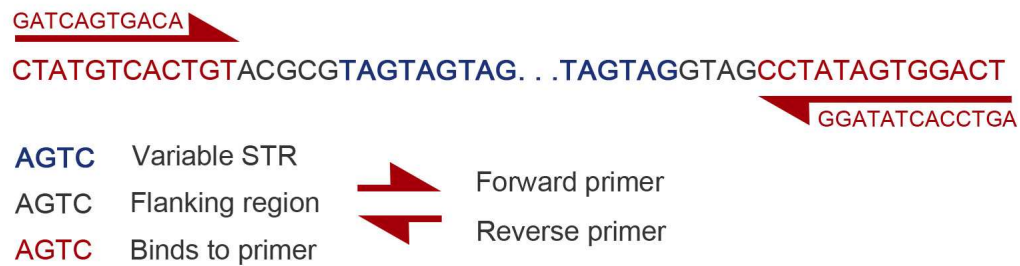 GATCAGTGACA
CTATGTCACTGTACGCGTAGTAGTAG. . .TAGTAGGTAGCCTATAGTGGACT
GGATATCACCTGA
AGTC Variable STR
AGTC Flanking region
AGTC Binds to primer
Forward primer
Reverse primer